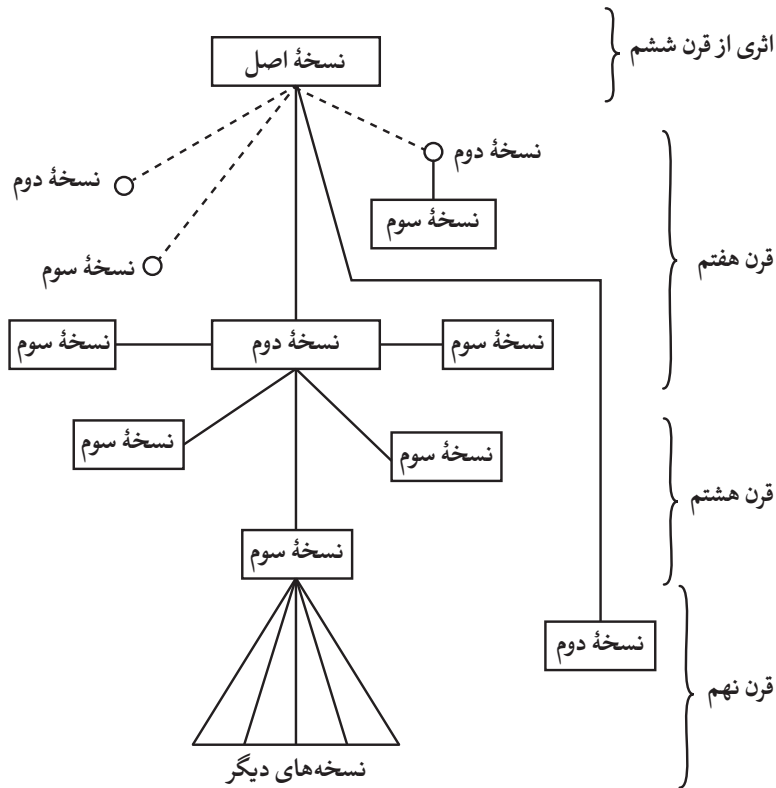 اثری از قرن ششم
نسخهٔ اصل
نسخهٔ دوم
نسخهٔ دوم
نسخهٔ سوم
نسخهٔ سوم
قرن هفتم
نسخهٔ سوم
نسخهٔ دوم
نسخهٔ سوم
نسخهٔ سوم
نسخهٔ سوم
قرن هشتم
نسخهٔ سوم
نسخهٔ دوم
قرن نهم
نسخه‌های دیگر